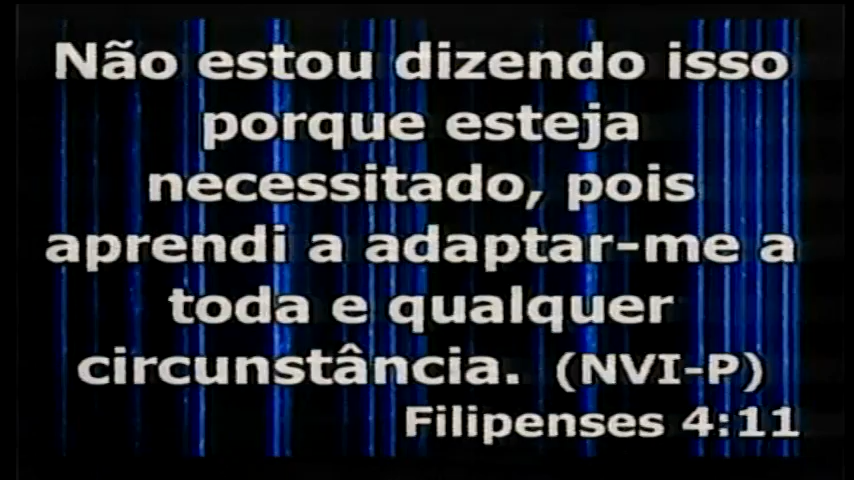 Não estou dizendo isso
porque esteja
necessitado, pois
aprendi a adaptar-me a
toda e qualquer
circunstância. (NVI-P)
Filipenses 4:11